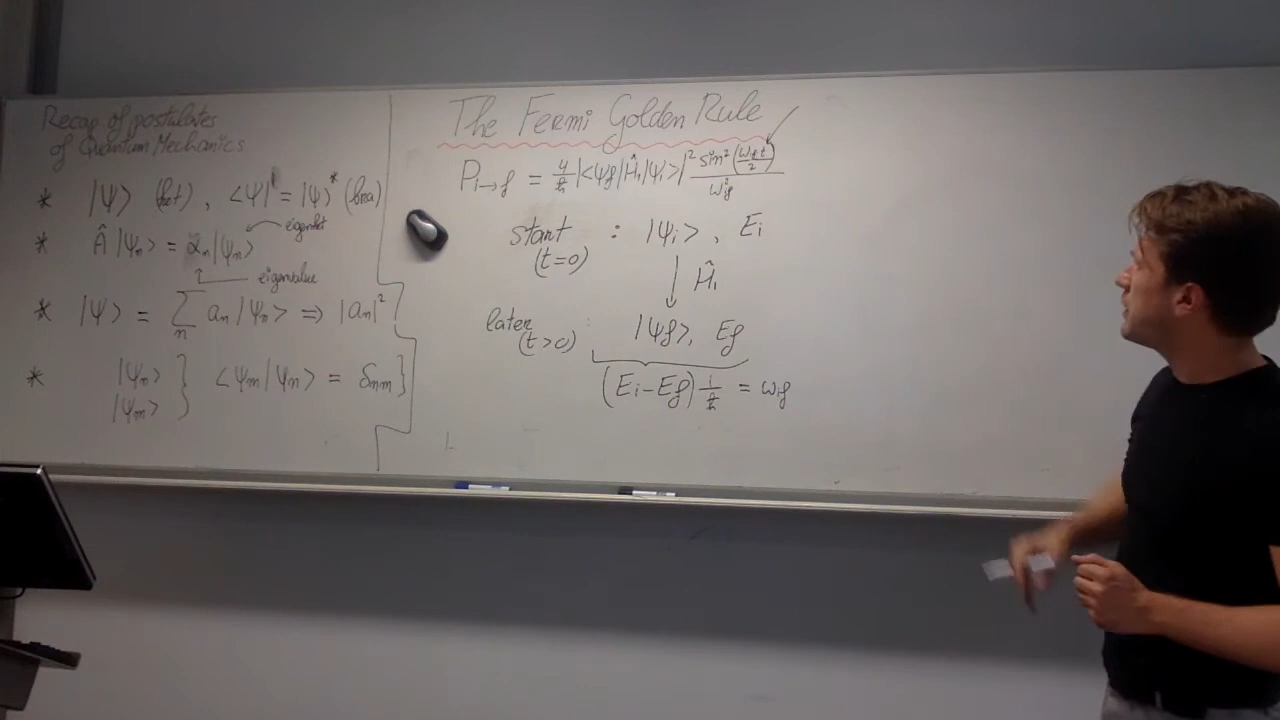 Recap of postulates
of Quantum Mechanics
* |Ψ⟩ (ket), ⟨Ψ| = |Ψ⟩* (bra)
* Â|Ψn⟩ = αn|Ψn⟩ eigenket
eigenvalue
* |Ψ⟩ = ∑n an|Ψn⟩ ⇒ |an|²
* |Ψn⟩ |Ψm⟩ } ⟨Ψm|Ψn⟩ = δnm}
The Fermi Golden Rule
Pi→f = 4/ħ |⟨Ψf|Ĥ1|Ψi⟩|² sin²(ωif t/2)/ωif²
start (t=0) : |Ψi⟩, Ei
↓ Ĥ1
later (t>0) : |Ψf⟩, Ef
(Ei-Ef) 1/ħ = ωif